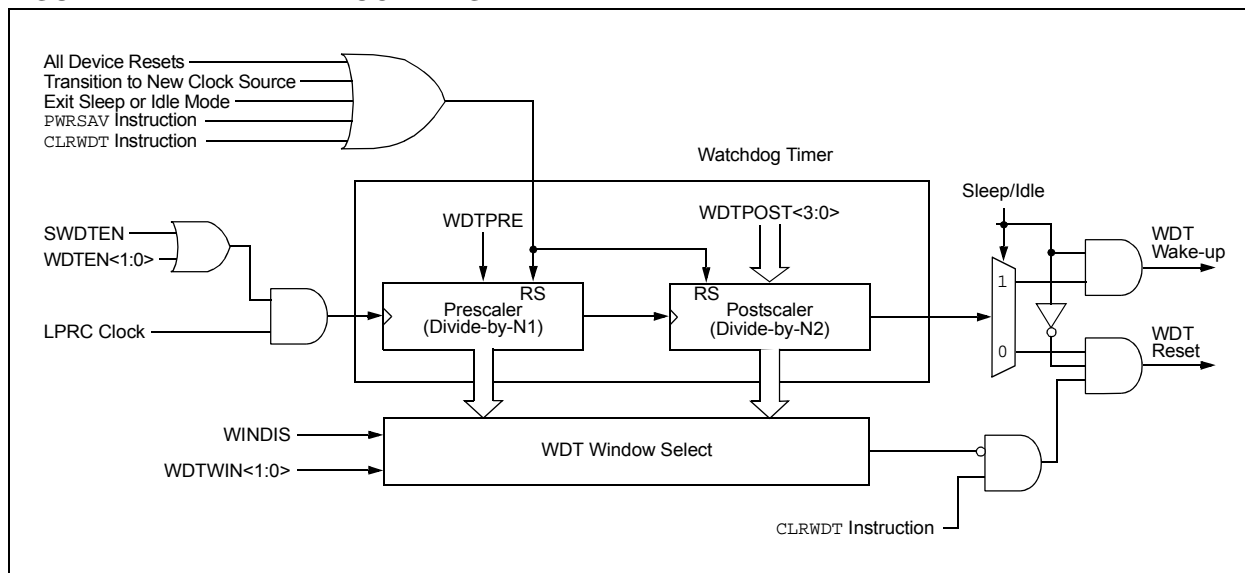 All Device Resets
Transition to New Clock Source
Exit Sleep or Idle Mode
PWRSAV Instruction
CLRWDT Instruction
Watchdog Timer
Sleep/Idle
WDTPRE
WDTPOST<3:0>
SWDTEN
WDTEN<1:0>
WDT
Wake-up
RS
RS
1
Prescaler
(Divide-by-N1)
Postscaler
(Divide-by-N2)
LPRC Clock
0
WDT
Reset
WINDIS
WDT Window Select
WDTWIN<1:0>
CLRWDT Instruction